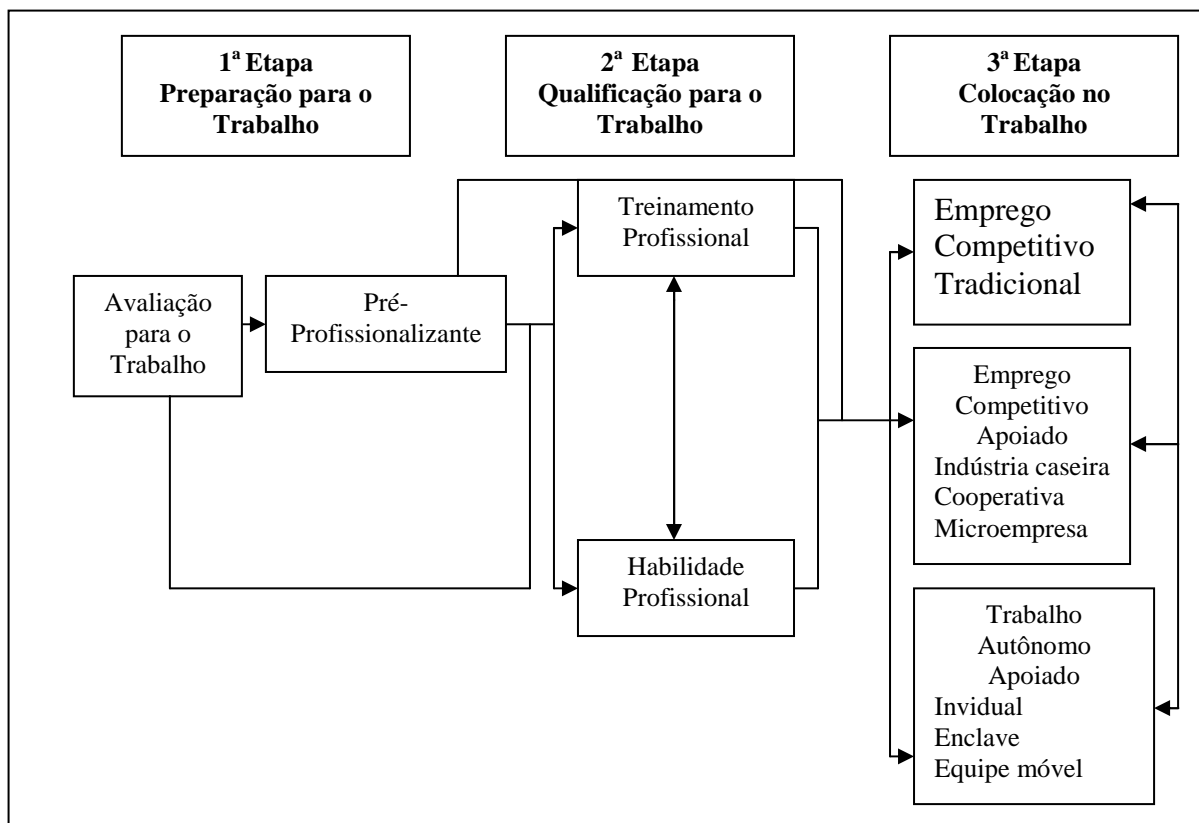 1ª Etapa
Preparação para o
Trabalho
2ª Etapa
Qualificação para o
Trabalho
3ª Etapa
Colocação no
Trabalho
Avaliação
para o
Trabalho
Pré-
Profissionalizante
Treinamento
Profissional
Habilidade
Profissional
Emprego
Competitivo
Tradicional
Emprego
Competitivo
Apoiado
Indústria caseira
Cooperativa
Microempresa
Trabalho
Autônomo
Apoiado
Invidual
Enclave
Equipe móvel